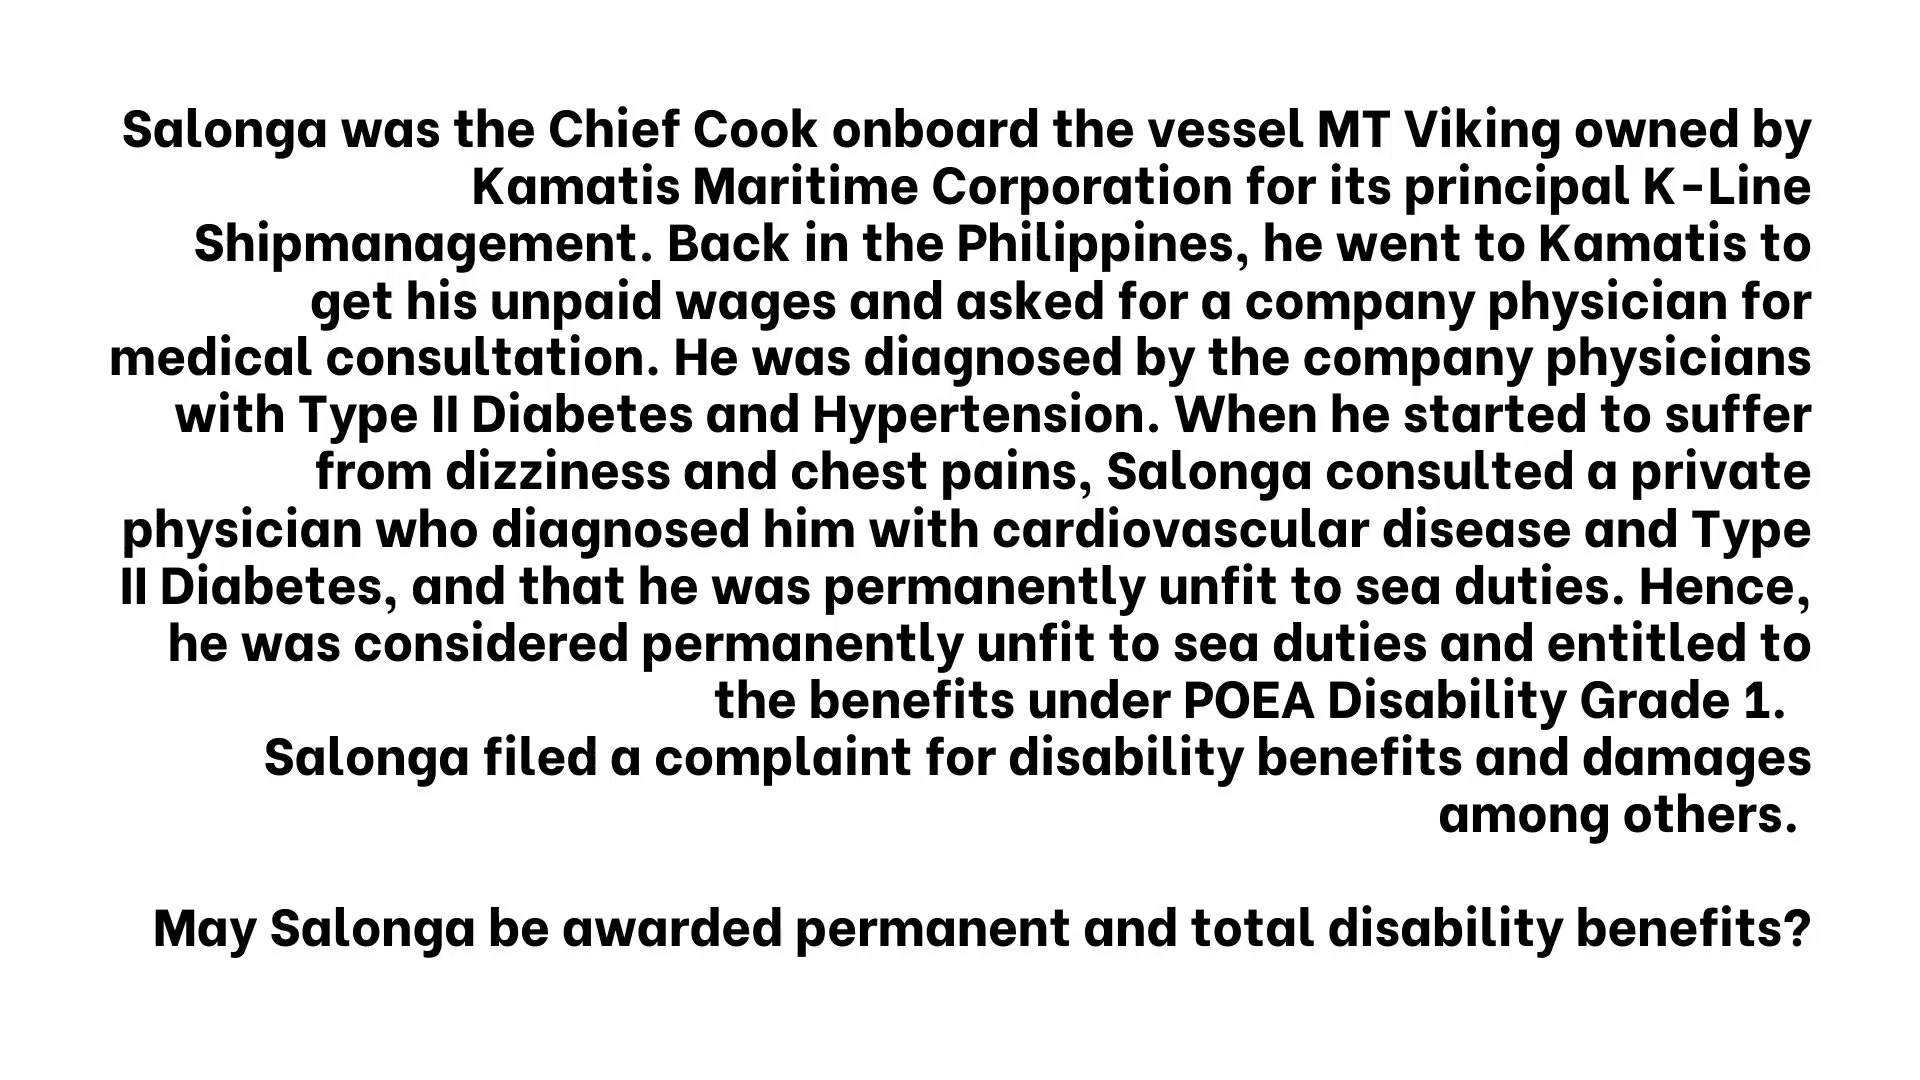 Salonga was the Chief Cook onboard the vessel MT Viking owned by
Kamatis Maritime Corporation for its principal K-Line
Shipmanagement. Back in the Philippines, he went to Kamatis to
get his unpaid wages and asked for a company physician for
medical consultation. He was diagnosed by the company physicians
with Type II Diabetes and Hypertension. When he started to suffer
from dizziness and chest pains, Salonga consulted a private
physician who diagnosed him with cardiovascular disease and Type
II Diabetes, and that he was permanently unfit to sea duties. Hence,
he was considered permanently unfit to sea duties and entitled to
the benefits under POEA Disability Grade 1.
Salonga filed a complaint for disability benefits and damages
among others.
May Salonga be awarded permanent and total disability benefits?